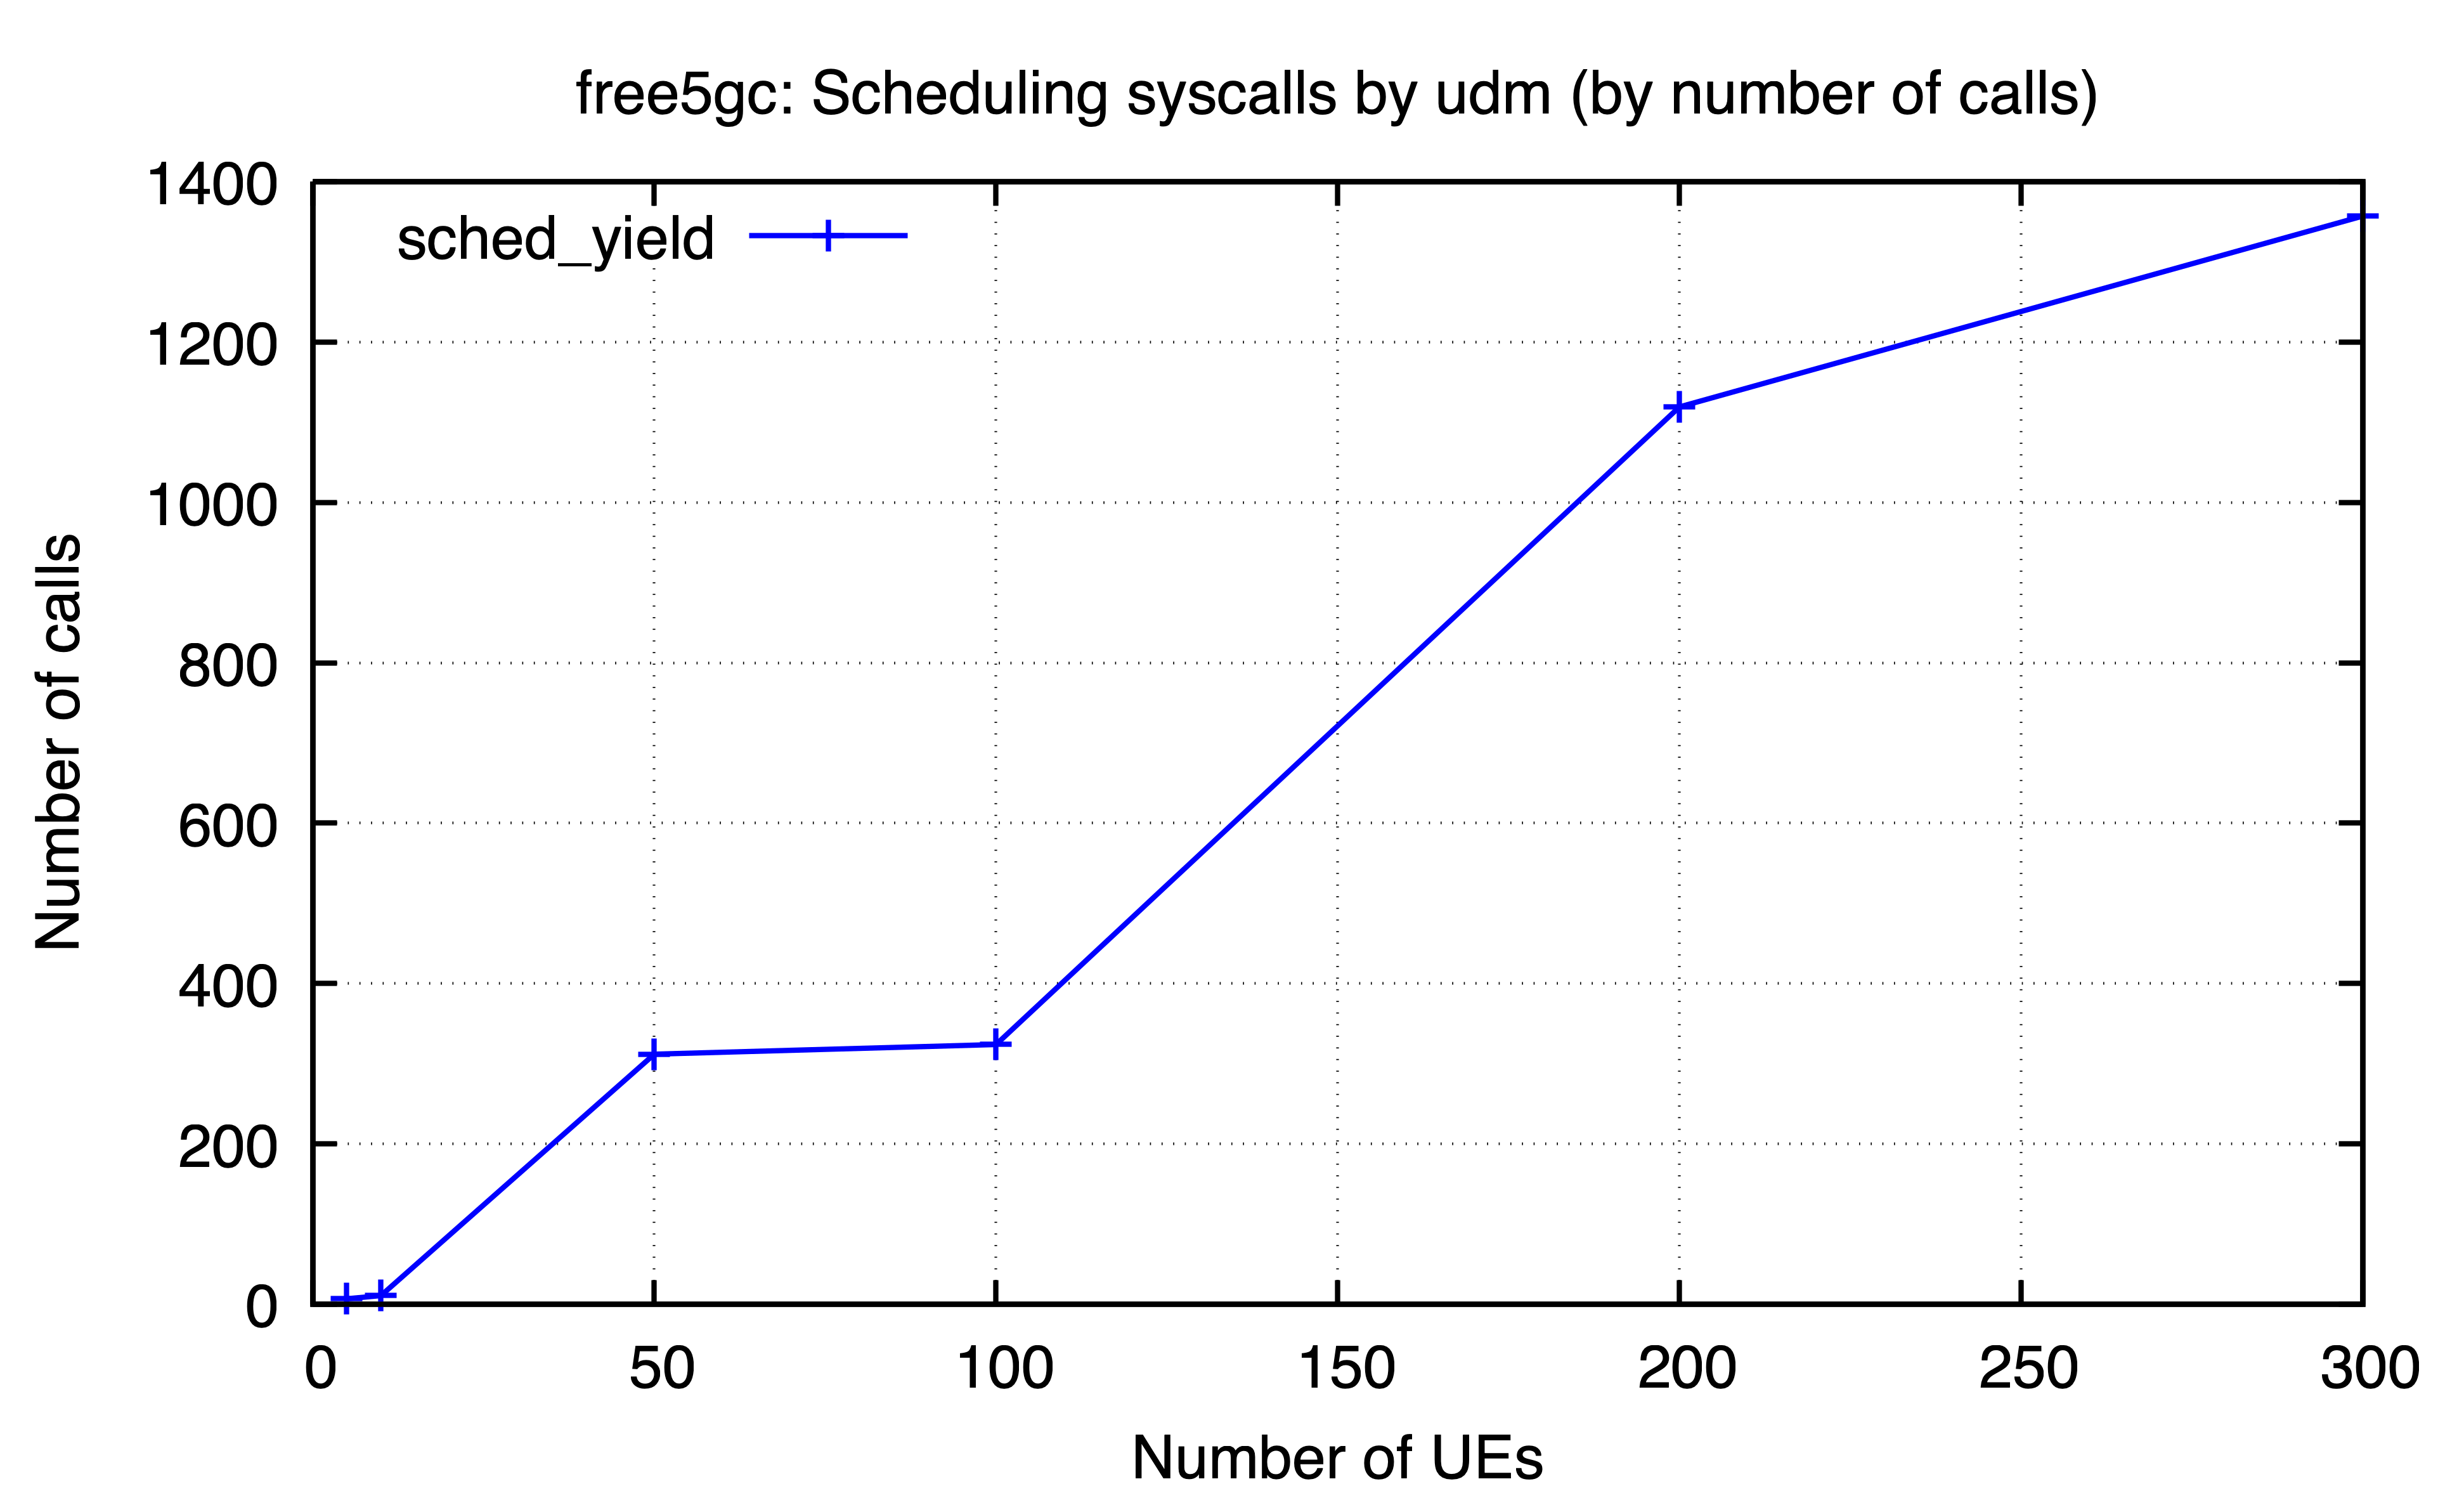 free5gc: Scheduling syscalls by udm (by number of calls)
sched_yield
Number of calls
1400
1200
1000
800
600
400
200
0
0 50 100 150 200 250 300
Number of UEs